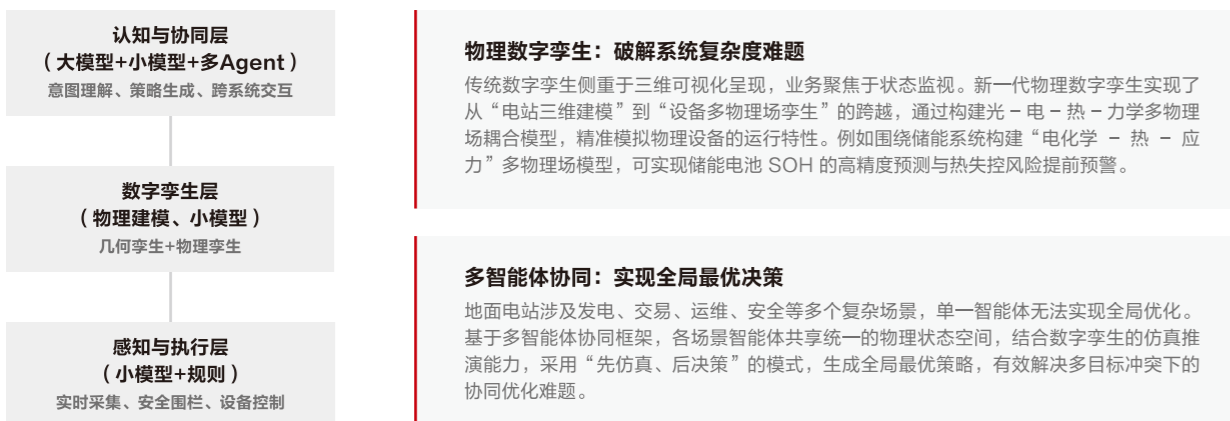 认知与协同层
（大模型+小模型+多Agent）
意图理解、策略生成、跨系统交互
数字孪生层
（物理建模、小模型）
几何孪生+物理孪生
感知与执行层
（小模型+规则）
实时采集、安全围栏、设备控制
物理数字孪生：破解系统复杂度难题
传统数字孪生侧重于三维可视化呈现，业务聚焦于状态监视。新一代物理数字孪生实现了
从“电站三维建模”到“设备多物理场孪生”的跨越，通过构建光－电－热－力学多物理
场耦合模型，精准模拟物理设备的运行特性。例如围绕储能系统构建“电化学 － 热 － 应
力”多物理场模型，可实现储能电池 SOH 的高精度预测与热失控风险提前预警。
多智能体协同：实现全局最优决策
地面电站涉及发电、交易、运维、安全等多个复杂场景，单一智能体无法实现全局优化。
基于多智能体协同框架，各场景智能体共享统一的物理状态空间，结合数字孪生的仿真推
演能力，采用“先仿真、后决策”的模式，生成全局最优策略，有效解决多目标冲突下的
协同优化难题。